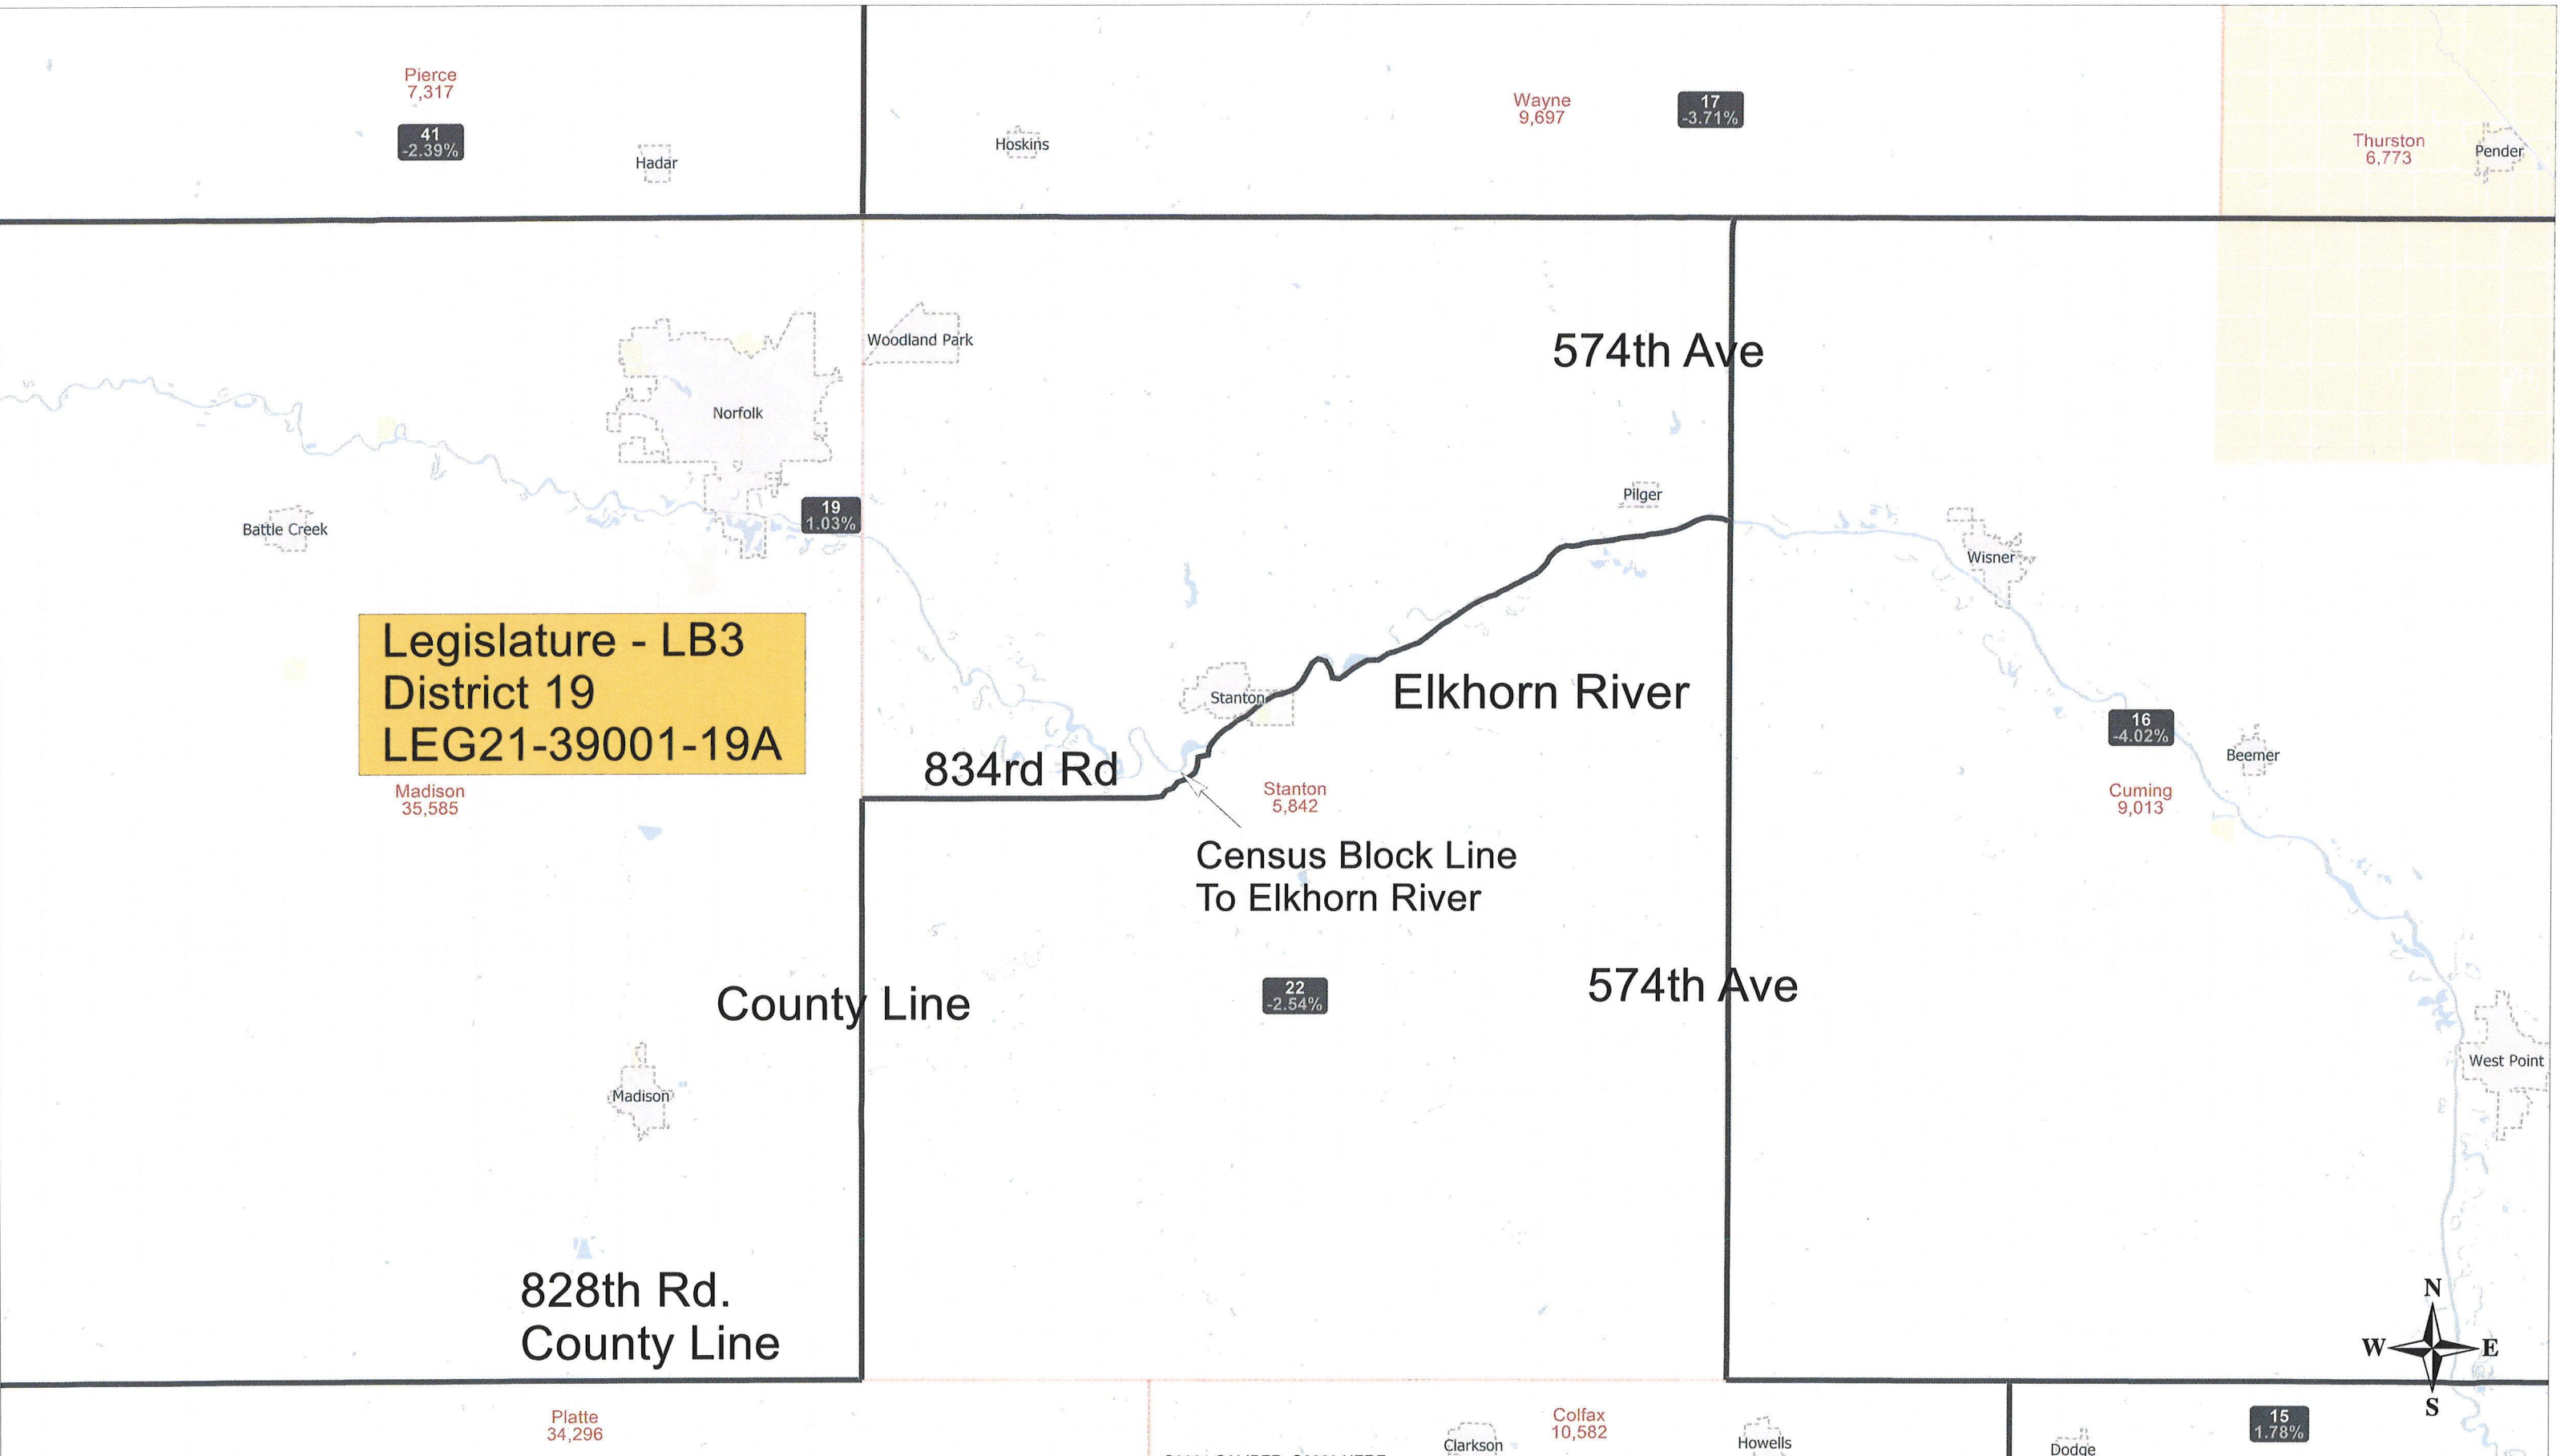 Pierce
7,317
41
-2.39%
Hadar
Hoskins
Wayne
9,697
17
-3.71%
Thurston
6,773
Pender
Woodland Park
574th Ave
Norfolk
Pilger
19
1.03%
Battle Creek
Wisner
Legislature - LB3
District 19
LEG21-39001-19A
Stanton
Elkhorn River
16
-4.02%
Beemer
834rd Rd
Madison
35,585
Stanton
5,842
Cuming
9,013
Census Block Line
To Elkhorn River
County Line
22
-2.54%
574th Ave
West Point
Madison
828th Rd.
County Line
N
W
E
S
Platte
34,296
Colfax
10,582
Clarkson
Howells
Dodge
15
1.78%